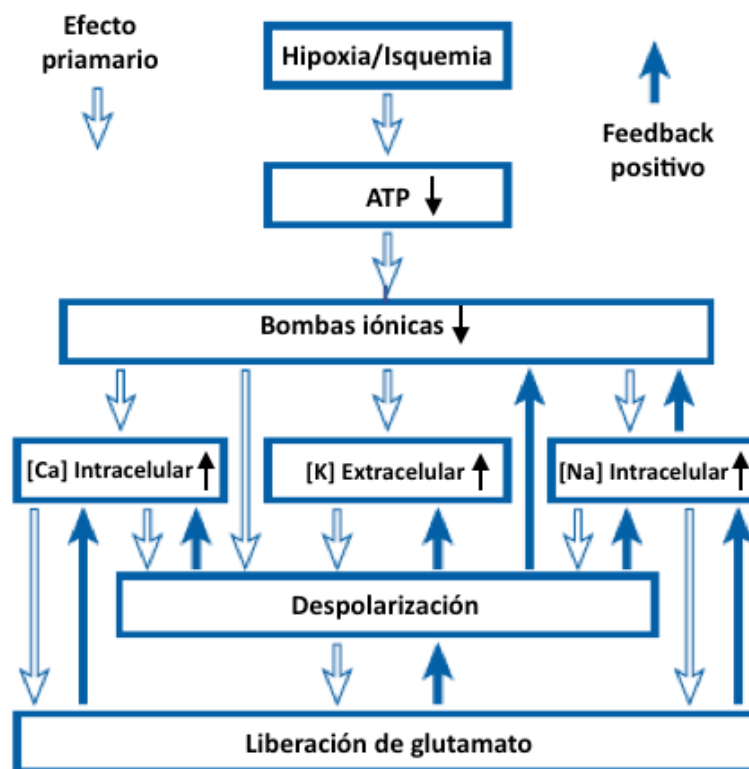 Efecto
priamario
Hipoxia/Isquemia
Feedback
positivo
ATP
Bombas iónicas
[Ca] Intracelular
[K] Extracelular
[Na] Intracelular
Despolarización
Liberación de glutamato